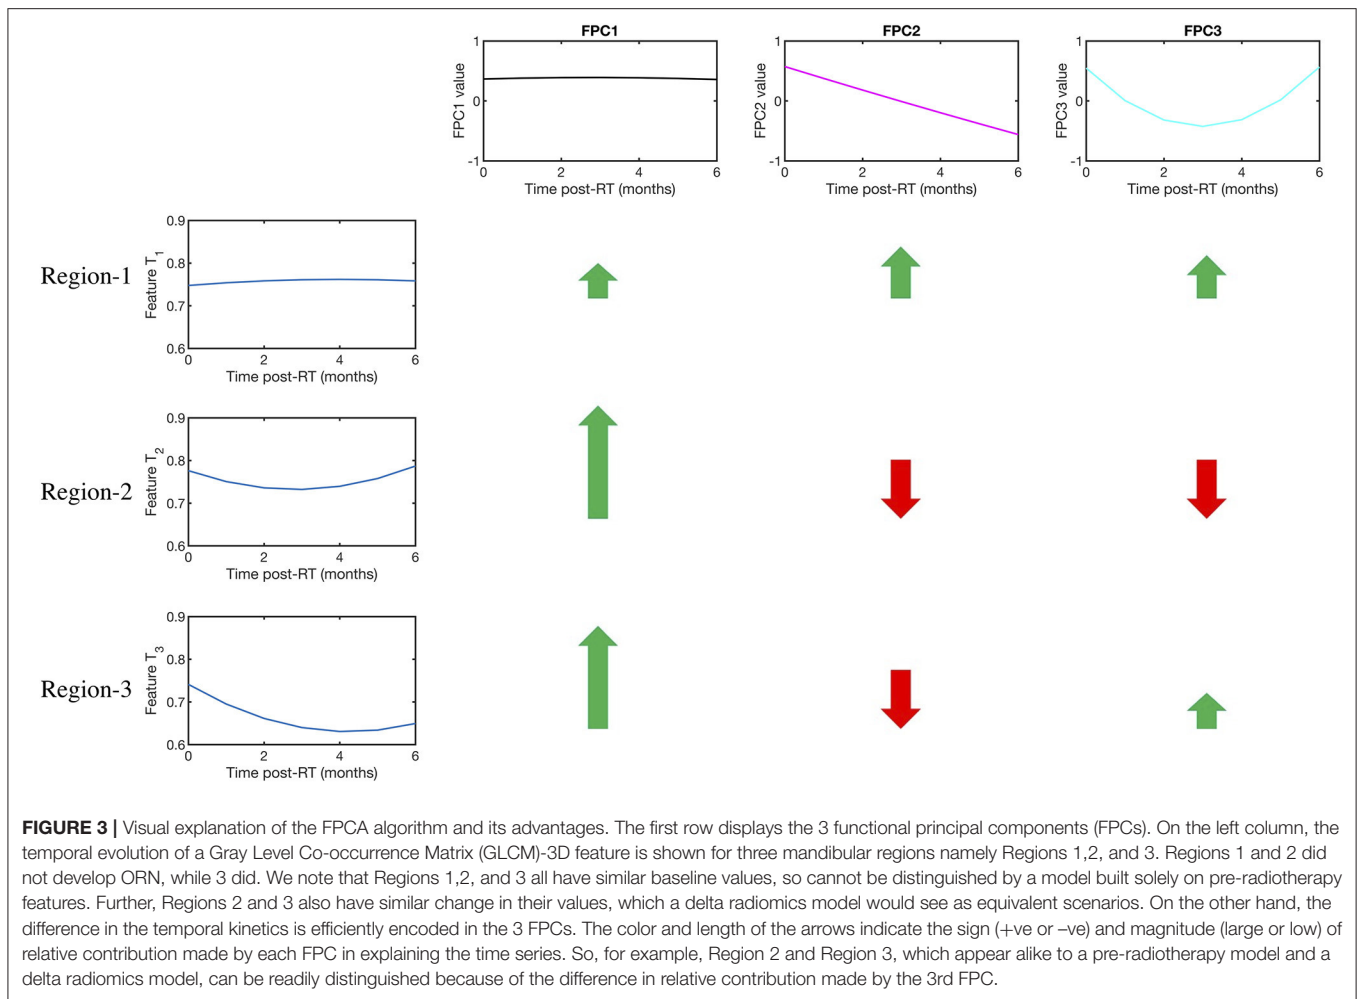 FPC1
FPC2
FPC3
1
0
-1
FPC1 value
0 2 4 6
Time post-RT (months)
1
0
-1
FPC2 value
0 2 4 6
Time post-RT (months)
1
0
-1
FPC3 value
0 2 4 6
Time post-RT (months)
Region-1
Feature T1
0.9
0.8
0.7
0.6
0 2 4 6
Time post-RT (months)
Region-2
Feature T2
0.9
0.8
0.7
0.6
0 2 4 6
Time post-RT (months)
Region-3
Feature T3
0.9
0.8
0.7
0.6
0 2 4 6
Time post-RT (months)
FIGURE 3 | Visual explanation of the FPCA algorithm and its advantages. The first row displays the 3 functional principal components (FPCs). On the left column, the
temporal evolution of a Gray Level Co-occurrence Matrix (GLCM)-3D feature is shown for three mandibular regions namely Regions 1,2, and 3. Regions 1 and 2 did
not develop ORN, while 3 did. We note that Regions 1,2, and 3 all have similar baseline values, so cannot be distinguished by a model built solely on pre-radiotherapy
features. Further, Regions 2 and 3 also have similar change in their values, which a delta radiomics model would see as equivalent scenarios. On the other hand, the
difference in the temporal kinetics is efficiently encoded in the 3 FPCs. The color and length of the arrows indicate the sign (+ve or –ve) and magnitude (large or low) of
relative contribution made by each FPC in explaining the time series. So, for example, Region 2 and Region 3, which appear alike to a pre-radiotherapy model and a
delta radiomics model, can be readily distinguished because of the difference in relative contribution made by the 3rd FPC.